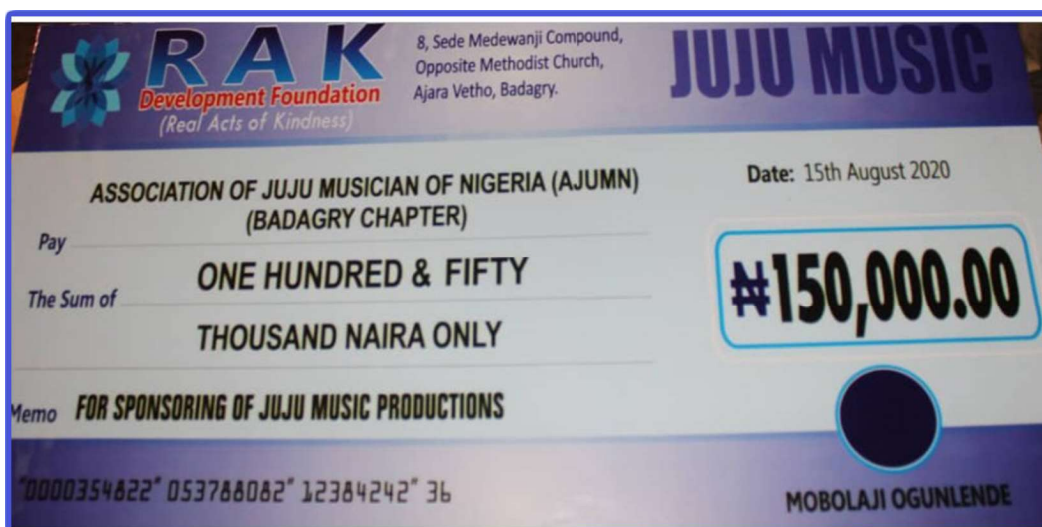 RAK
Development Foundation
(Real Acts of Kindness)
8, Sede Medewanji Compound,
Opposite Methodist Church,
Ajara Vetho, Badagry.
JUJU MUSIC
Date: 15th August 2020
ASSOCIATION OF JUJU MUSICIAN OF NIGERIA (AJUMN)
(BADAGRY CHAPTER)
Pay
The Sum of ONE HUNDRED & FIFTY
THOUSAND NAIRA ONLY
₦150,000.00
Memo FOR SPONSORING OF JUJU MUSIC PRODUCTIONS
"0000354822" 053788082" 12384242" 36
MOBOLAJI OGUNLENDE